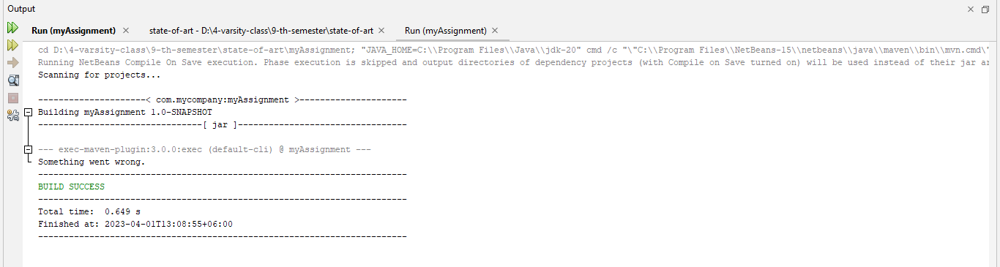 Output
Run (myAssignment) state-of-art - D:\4-varsity-class\9-th-semester\state-of-art Run (myAssignment)
cd D:\4-varsity-class\9-th-semester\state-of-art\myAssignment; "JAVA_HOME=C:\\Program Files\\Java\\jdk-20" cmd /c "\"C:\\Program Files\\NetBeans-15\\netbeans\\java\\maven\\bin\\mvn.cmd\"
Running NetBeans Compile On Save execution. Phase execution is skipped and output directories of dependency projects (with Compile on Save turned on) will be used instead of their jar ar
Scanning for projects...
---------------------< com.mycompany:myAssignment >---------------------
Building myAssignment 1.0-SNAPSHOT
--------------------------------[ jar ]---------------------------------
--- exec-maven-plugin:3.0.0:exec (default-cli) @ myAssignment ---
Something went wrong.
------------------------------------------------------------------------
BUILD SUCCESS
------------------------------------------------------------------------
Total time:  0.649 s
Finished at: 2023-04-01T13:08:55+06:00
------------------------------------------------------------------------